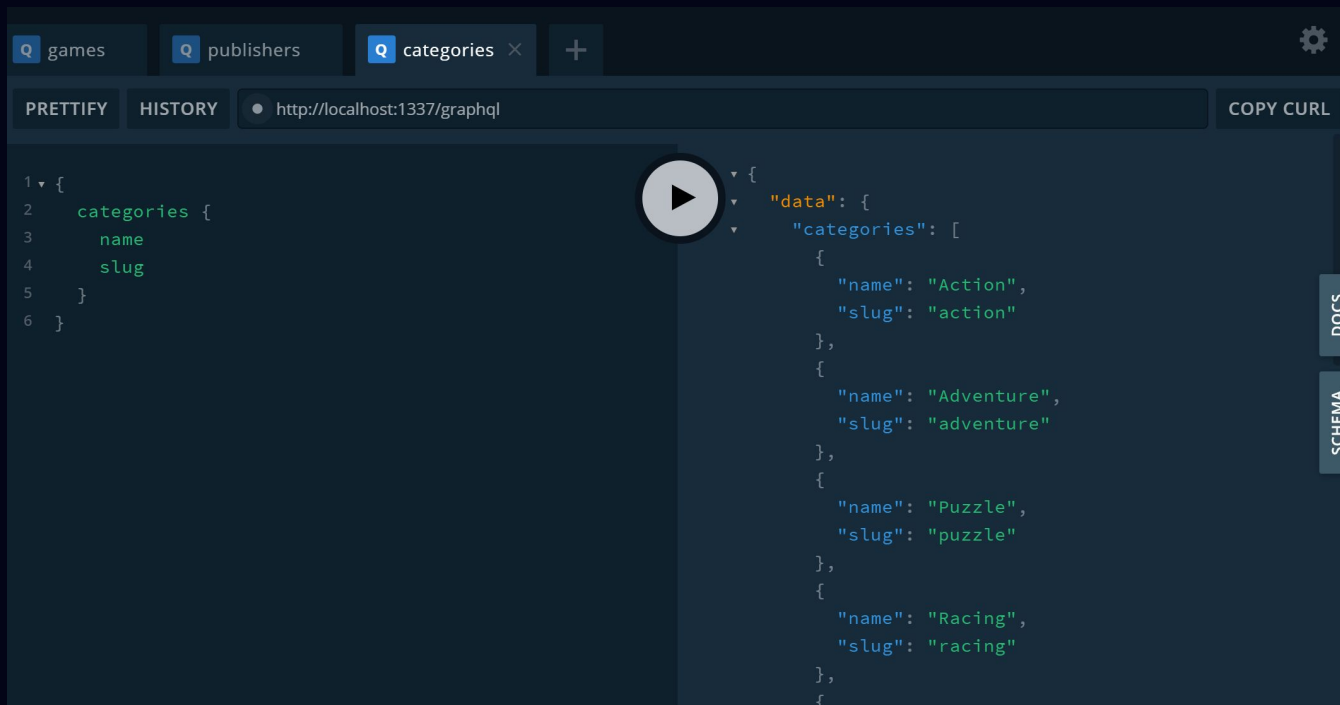 Q games Q publishers Q categories × +
PRETTIFY HISTORY http://localhost:1337/graphql COPY CURL
1 {
2 categories {
3 name
4 slug
5 }
6 }
{
"data": {
"categories": [
{
"name": "Action",
"slug": "action"
},
{
"name": "Adventure",
"slug": "adventure"
},
{
"name": "Puzzle",
"slug": "puzzle"
},
{
"name": "Racing",
"slug": "racing"
},
{
DOCS
SCHEMA